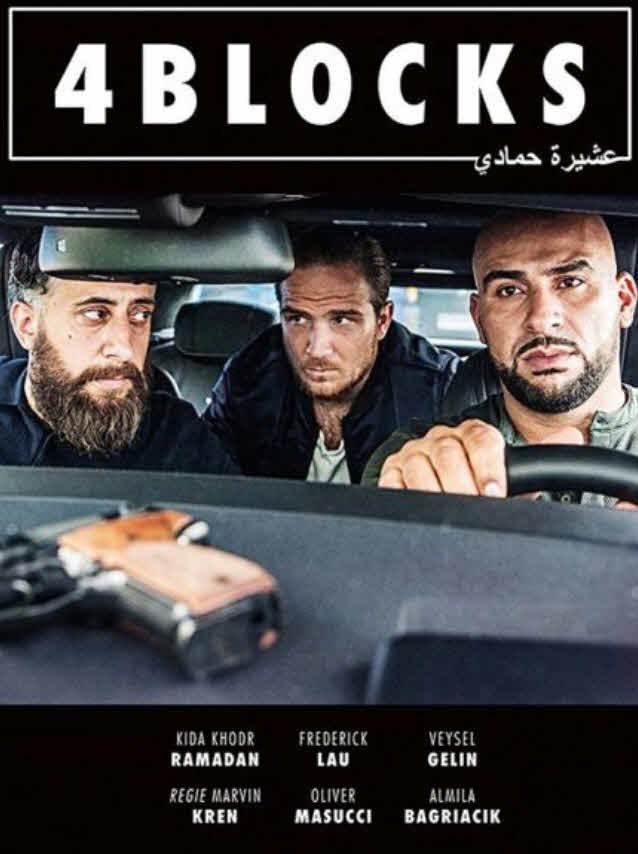 4BLOCKS
عشيرة حمادي
KIDA KHODR FREDERICK VEYSEL
RAMADAN LAU GELIN
REGIE MARVIN OLIVER ALMILA
KREN MASUCCI BAGRIACIK